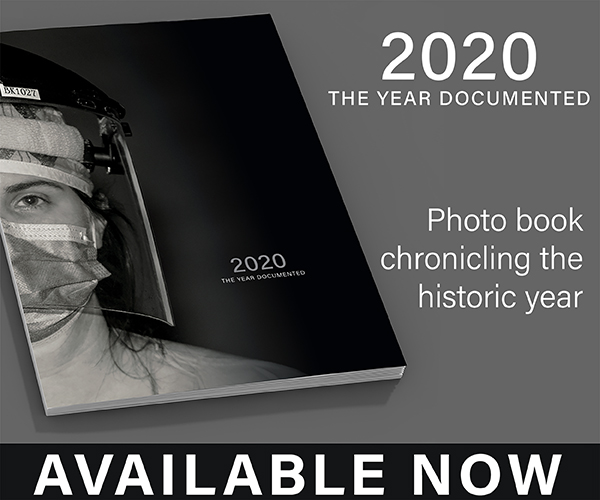 2020
THE YEAR DOCUMENTED
BK1027
Photo book
chronicling the
historic year
2020
THE YEAR DOCUMENTED
AVAILABLE NOW